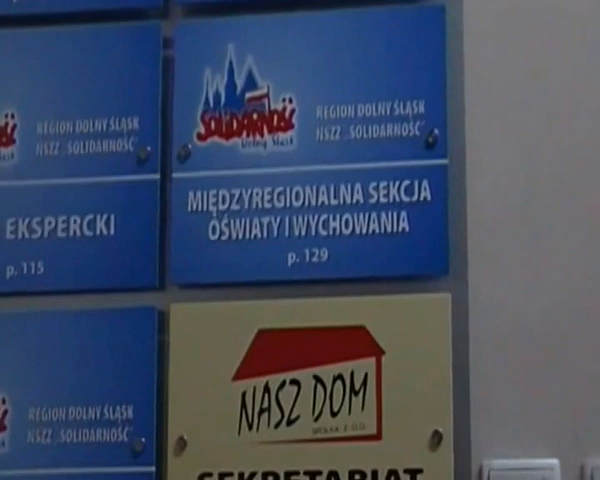 REGION DOLNY ŚLĄSK
NSZZ „SOLIDARNOŚĆ"
EKSPERCKI
p. 115
SOLIDARNOŚĆ
Dolny Śląsk
REGION DOLNY ŚLĄSK
NSZZ „SOLIDARNOŚĆ"
MIĘDZYREGIONALNA SEKCJA
OŚWIATY I WYCHOWANIA
p. 129
REGION DOLNY ŚLĄSK
NSZZ „SOLIDARNOŚĆ"
NASZ DOM
SPÓŁKA Z O.O.
SEKRETARIAT